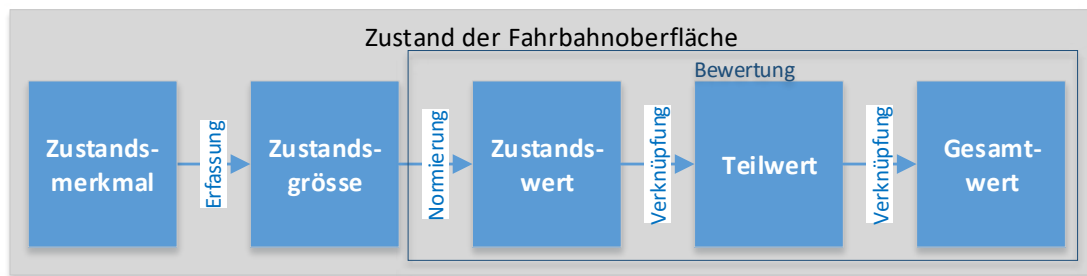 Zustand der Fahrbahnoberfläche
Bewertung
Zustands-
merkmal
Erfassung
Zustands-
grösse
Normierung
Zustands-
wert
Verknüpfung
Teilwert
Verknüpfung
Gesamt-
wert